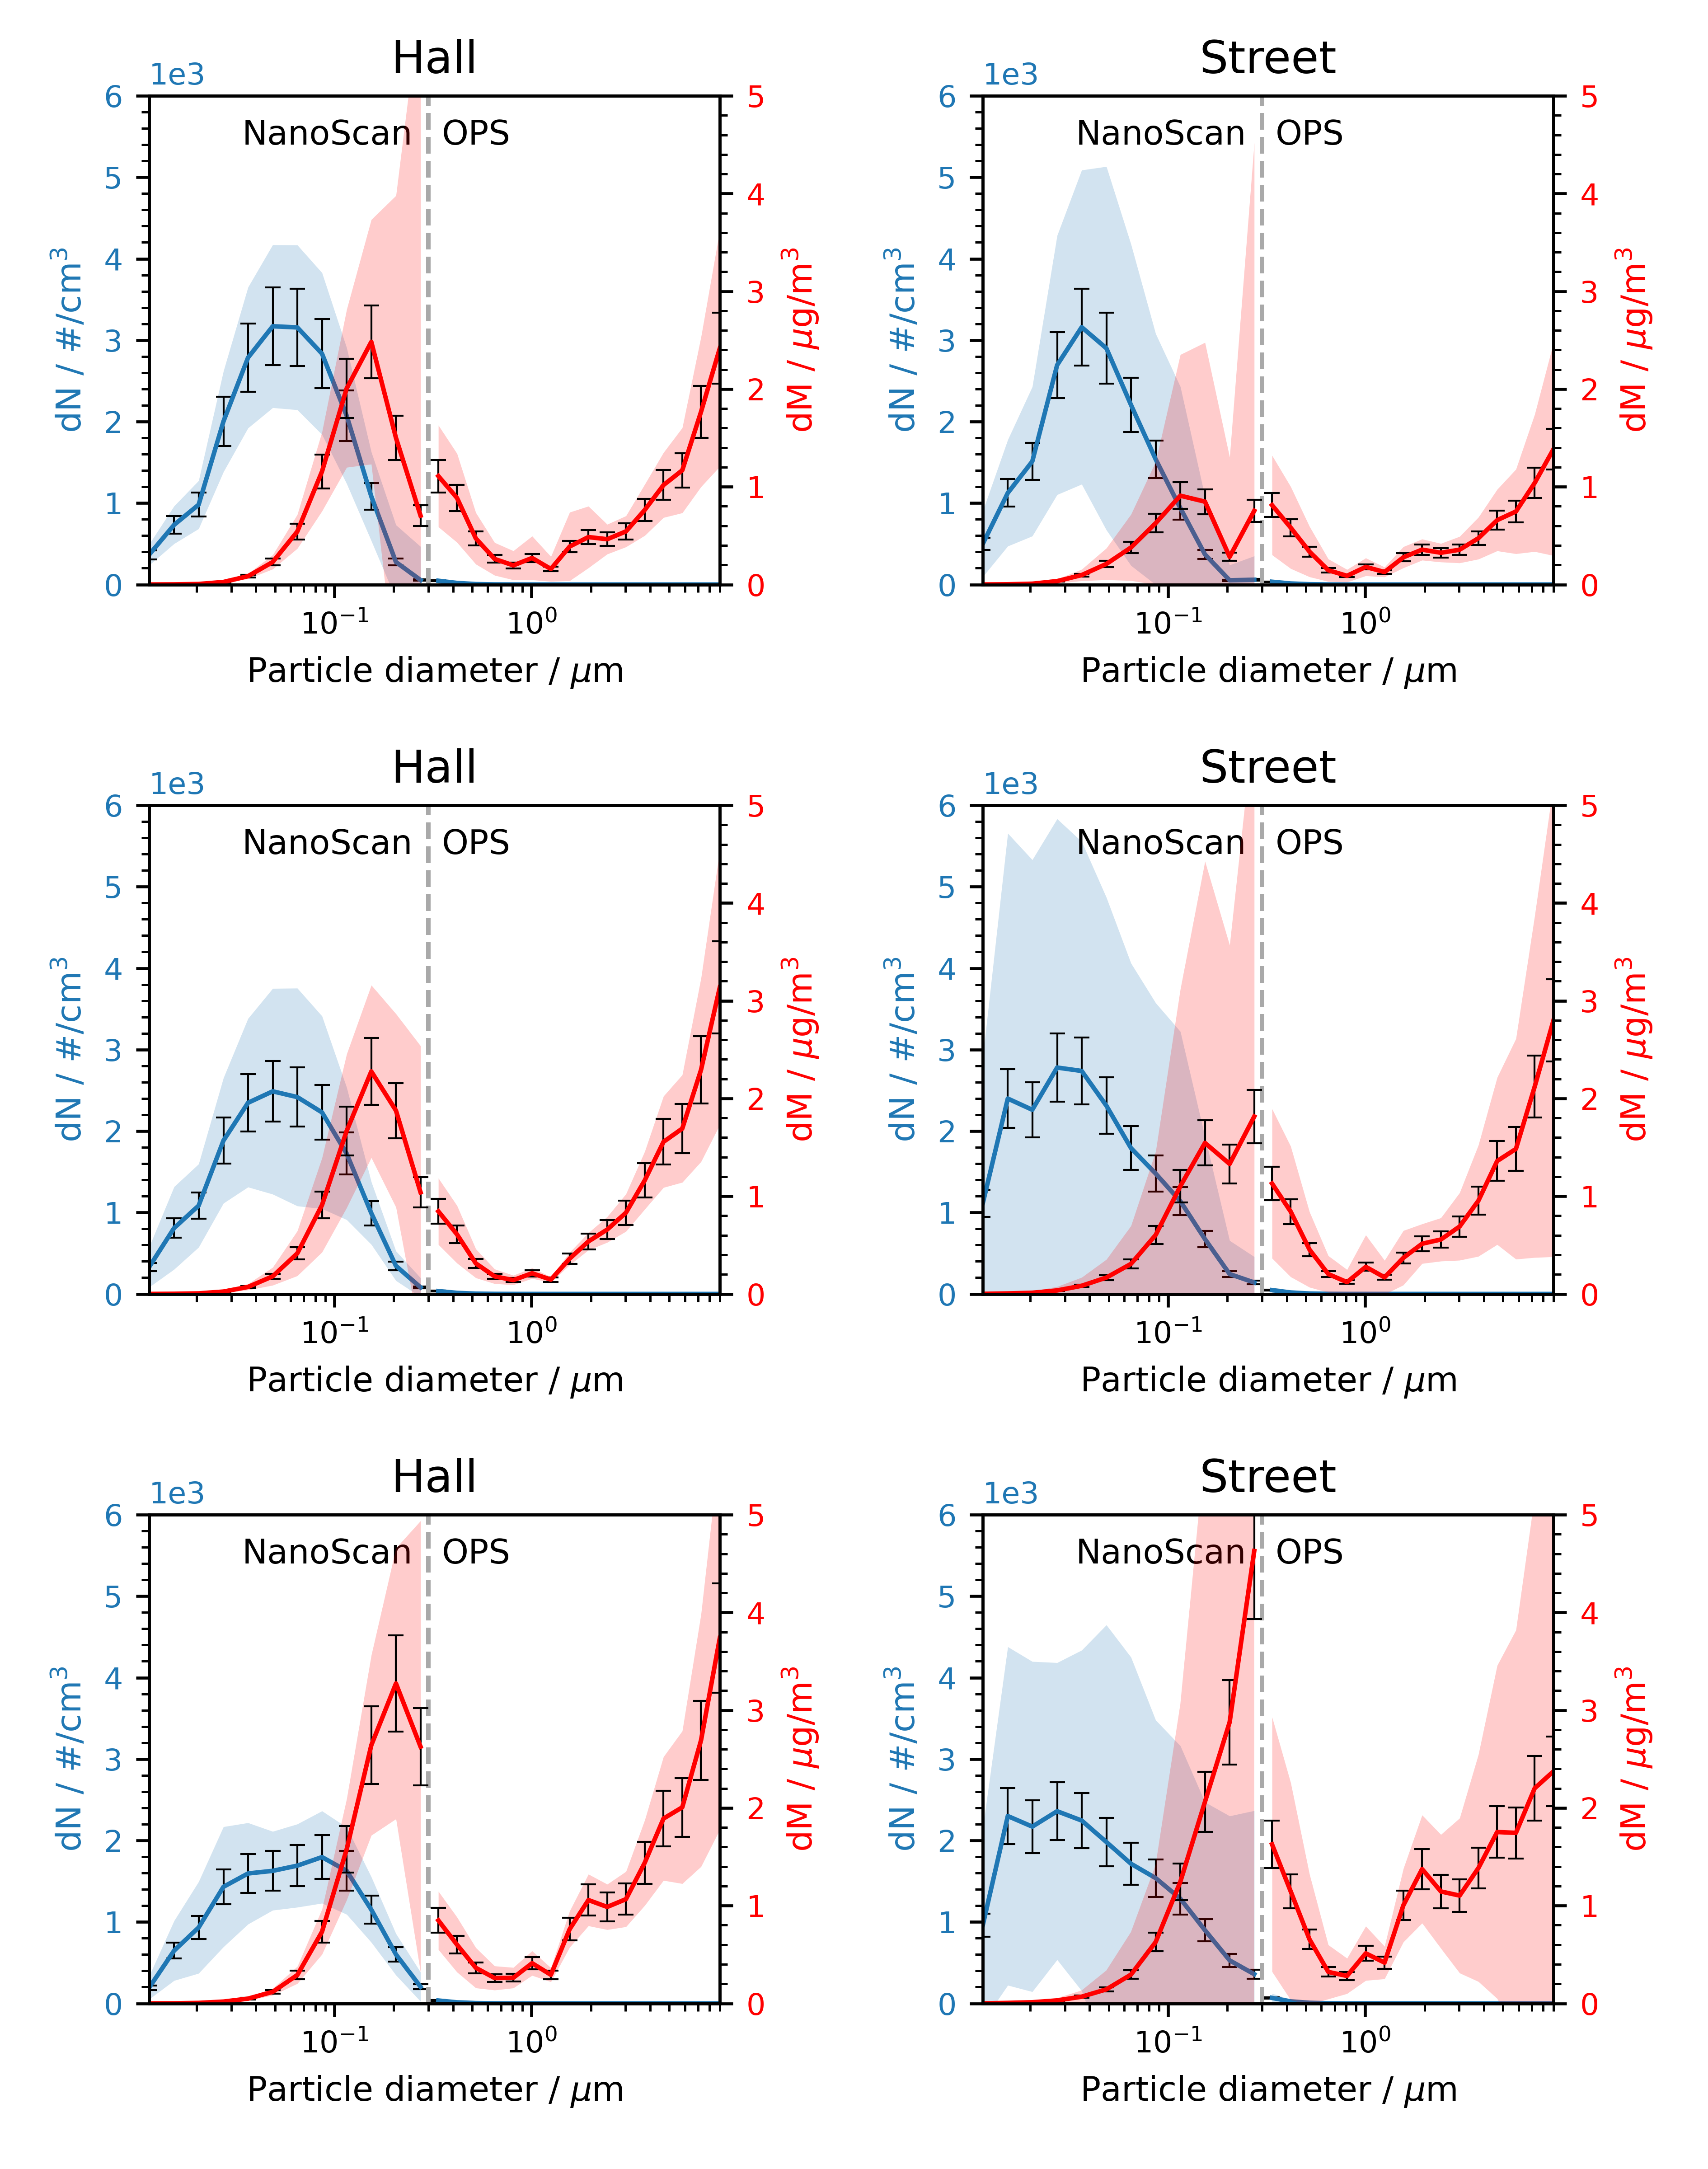 Hall
1e3
6
5
4
3
2
1
0
dN / #/cm³
NanoScan OPS
5
4
3
2
1
0
dM / μg/m³
10⁻¹ 10⁰
Particle diameter / μm
Street
1e3
6
5
4
3
2
1
0
dN / #/cm³
NanoScan OPS
5
4
3
2
1
0
dM / μg/m³
10⁻¹ 10⁰
Particle diameter / μm
Hall
1e3
6
5
4
3
2
1
0
dN / #/cm³
NanoScan OPS
5
4
3
2
1
0
dM / μg/m³
10⁻¹ 10⁰
Particle diameter / μm
Street
1e3
6
5
4
3
2
1
0
dN / #/cm³
NanoScan OPS
5
4
3
2
1
0
dM / μg/m³
10⁻¹ 10⁰
Particle diameter / μm
Hall
1e3
6
5
4
3
2
1
0
dN / #/cm³
NanoScan OPS
5
4
3
2
1
0
dM / μg/m³
10⁻¹ 10⁰
Particle diameter / μm
Street
1e3
6
5
4
3
2
1
0
dN / #/cm³
NanoScan OPS
5
4
3
2
1
0
dM / μg/m³
10⁻¹ 10⁰
Particle diameter / μm